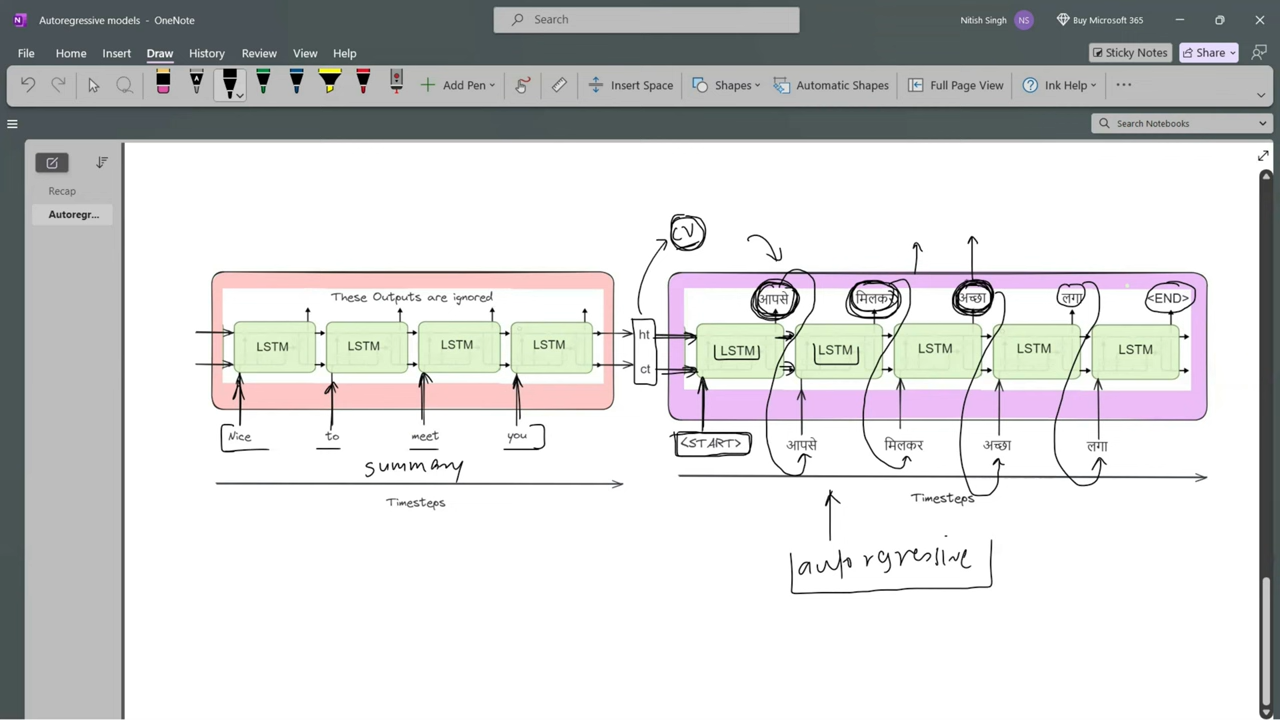 Autoregressive models - OneNote
Search
Nitish Singh NS Buy Microsoft 365
File Home Insert Draw History Review View Help
Sticky Notes Share
Add Pen Insert Space Shapes Automatic Shapes Full Page View Ink Help
Search Notebooks
Recap
Autoregr...
CV
These Outputs are ignored
आपसे मिलकर अच्छा लगा <END>
LSTM LSTM LSTM LSTM ht ct LSTM LSTM LSTM LSTM LSTM
Nice to meet you <START> आपसे मिलकर अच्छा लगा
summary
Timesteps Timesteps
autorgressive